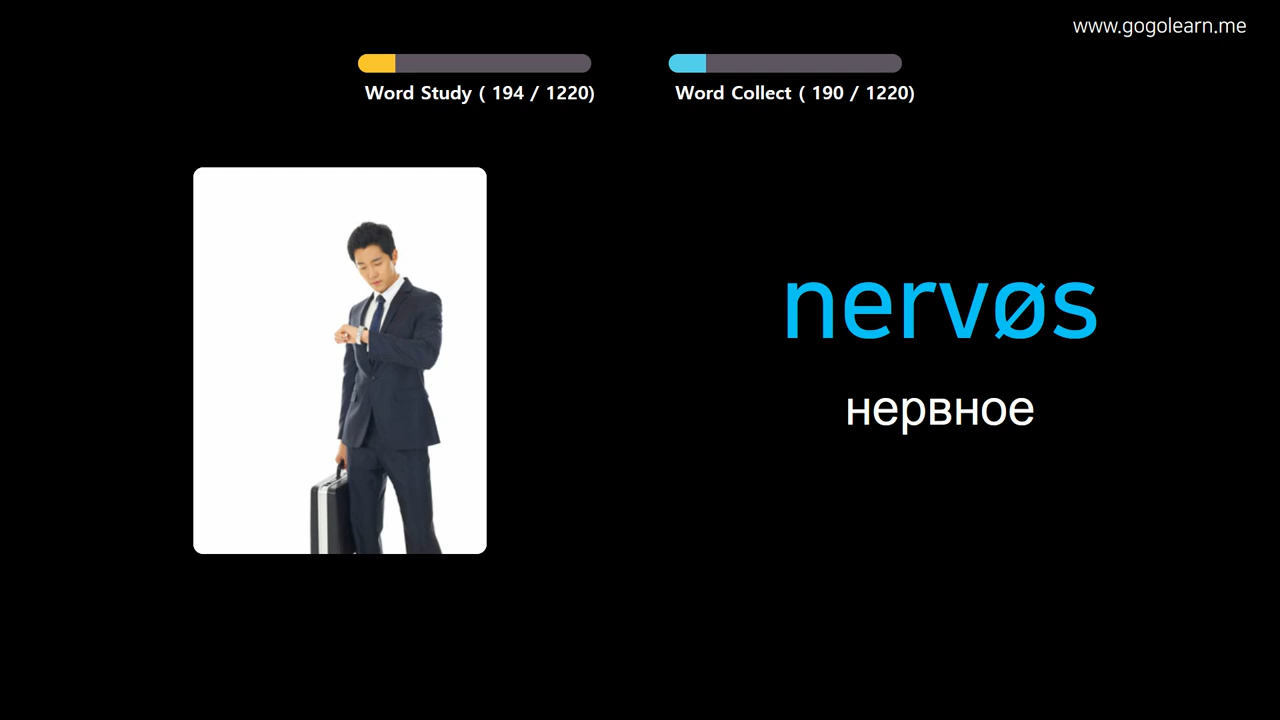 www.gogolearn.me
Word Study ( 194 / 1220)
Word Collect ( 190 / 1220)
nervøs
нервное